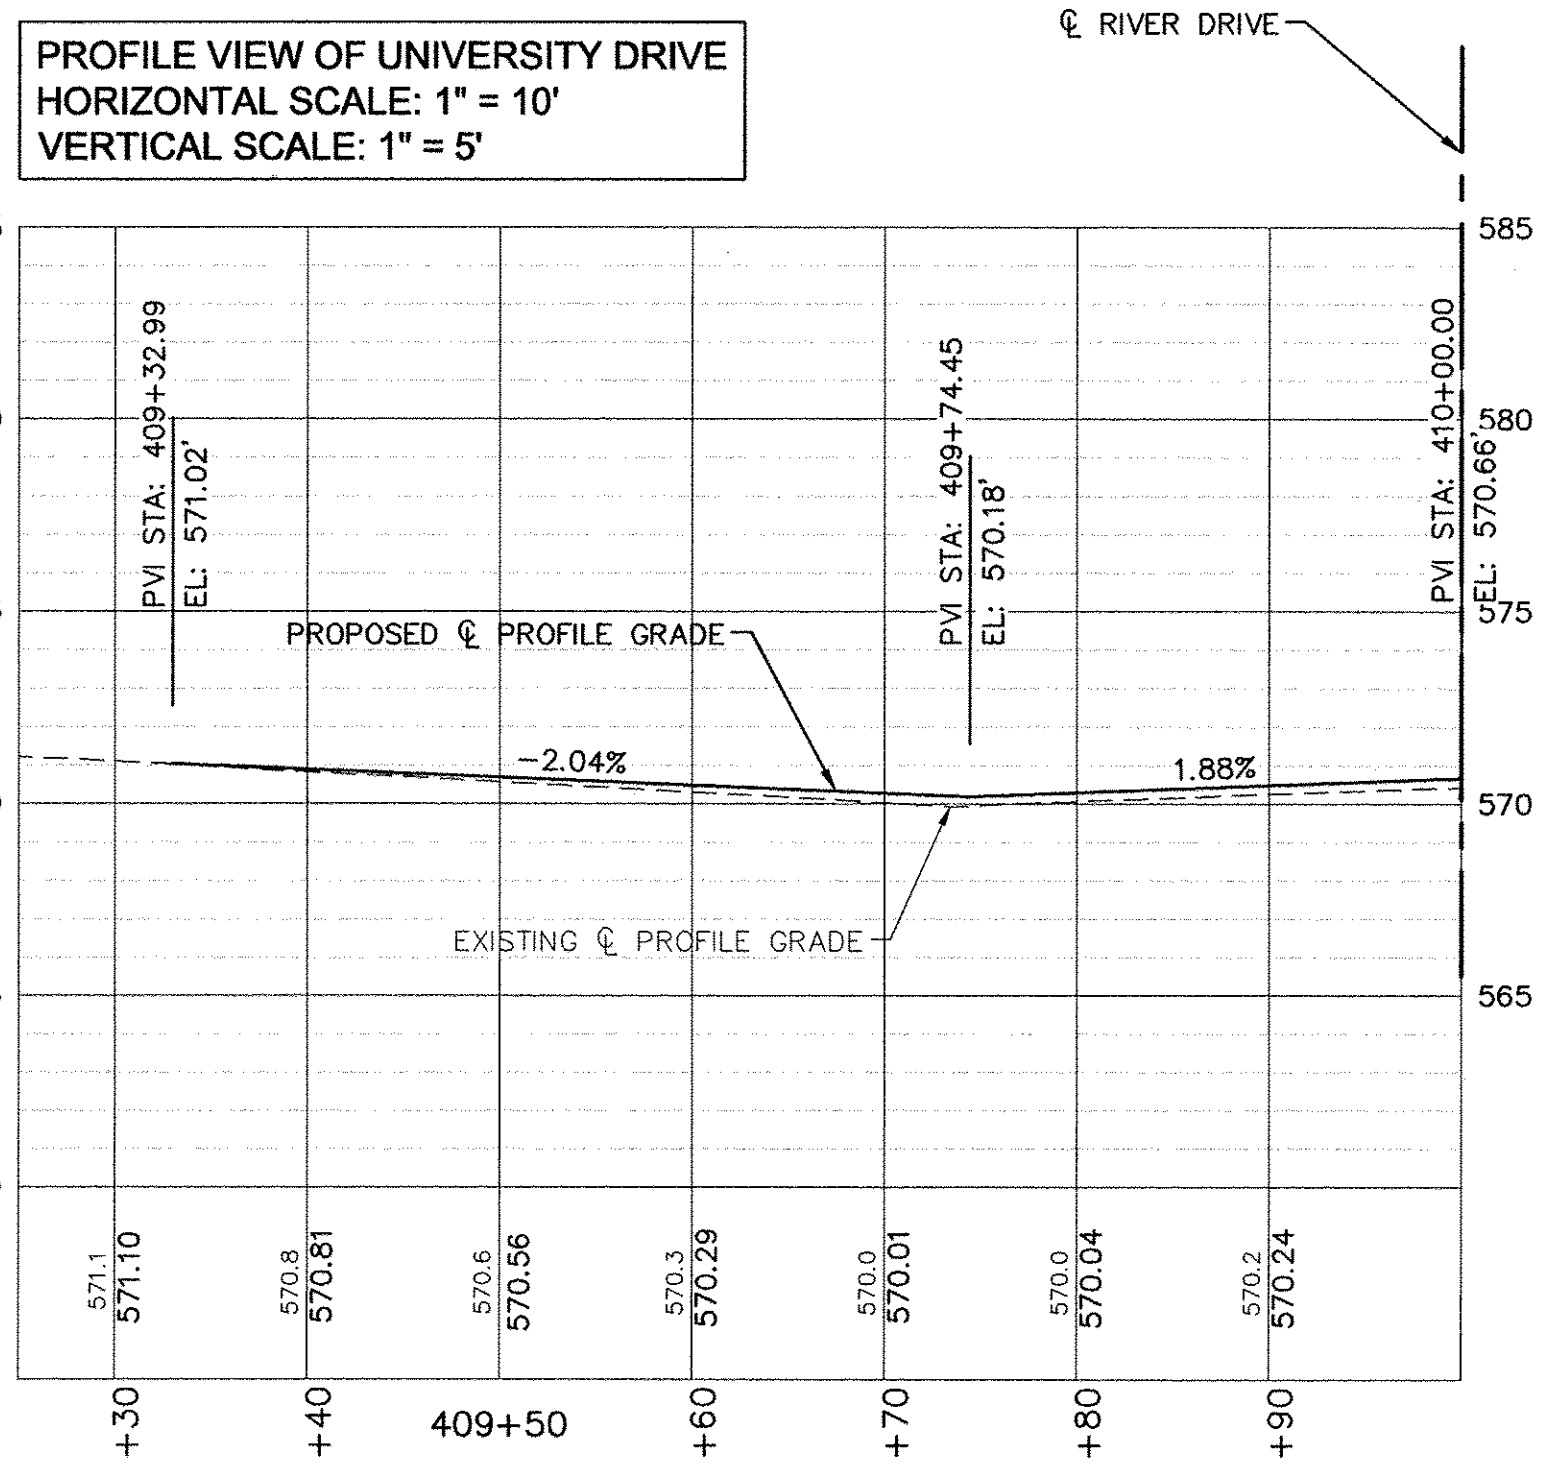 ℄ RIVER DRIVE
PROFILE VIEW OF UNIVERSITY DRIVE
HORIZONTAL SCALE: 1" = 10'
VERTICAL SCALE: 1" = 5'
585
580
575
570
565
PVI STA: 409+32.99
EL: 571.02'
PVI STA: 409+74.45
EL: 570.18'
PVI STA: 410+00.00
EL: 570.66'
PROPOSED ℄ PROFILE GRADE
-2.04%
1.88%
EXISTING ℄ PROFILE GRADE
571.1
571.10
570.8
570.81
570.6
570.56
570.3
570.29
570.0
570.01
570.0
570.04
570.2
570.24
+30
+40
409+50
+60
+70
+80
+90